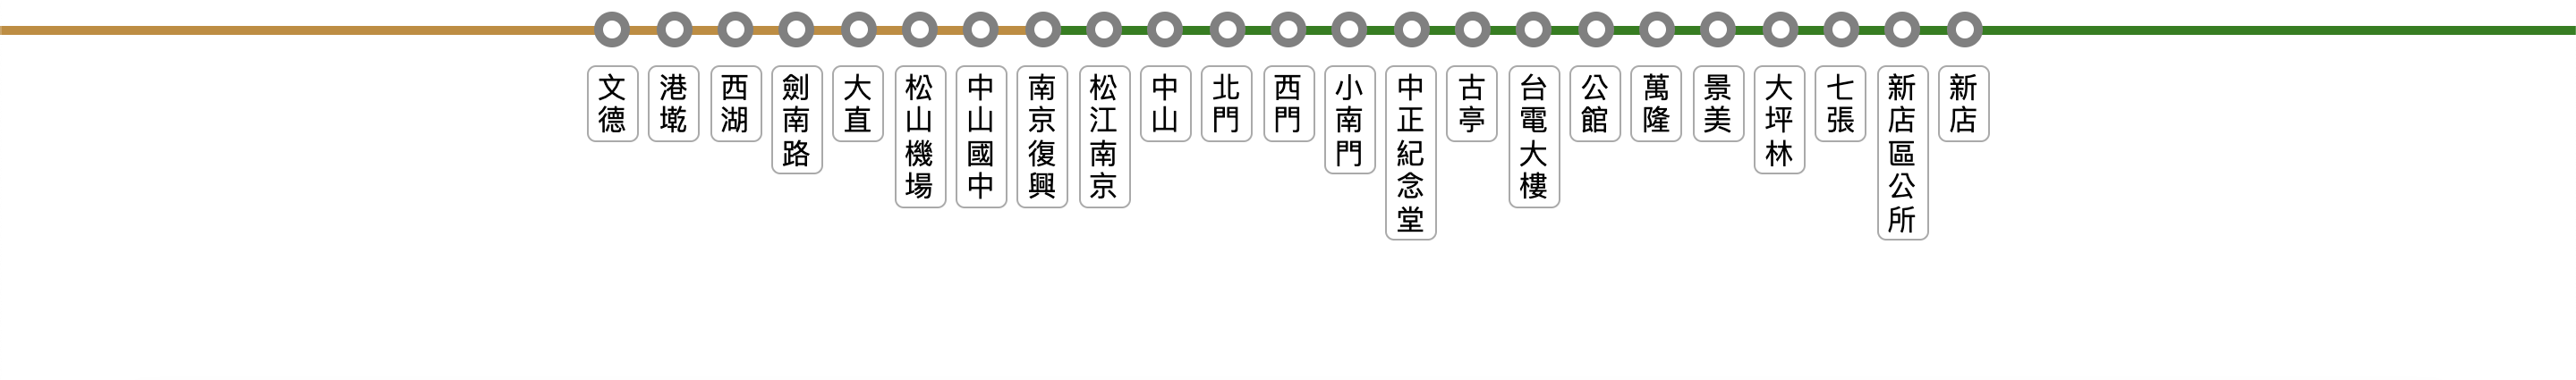 文德
港墘
西湖
劍南路
大直
松山機場
中山國中
南京復興
松江南京
中山
北門
西門
小南門
中正紀念堂
古亭
台電大樓
公館
萬隆
景美
大坪林
七張
新店區公所
新店